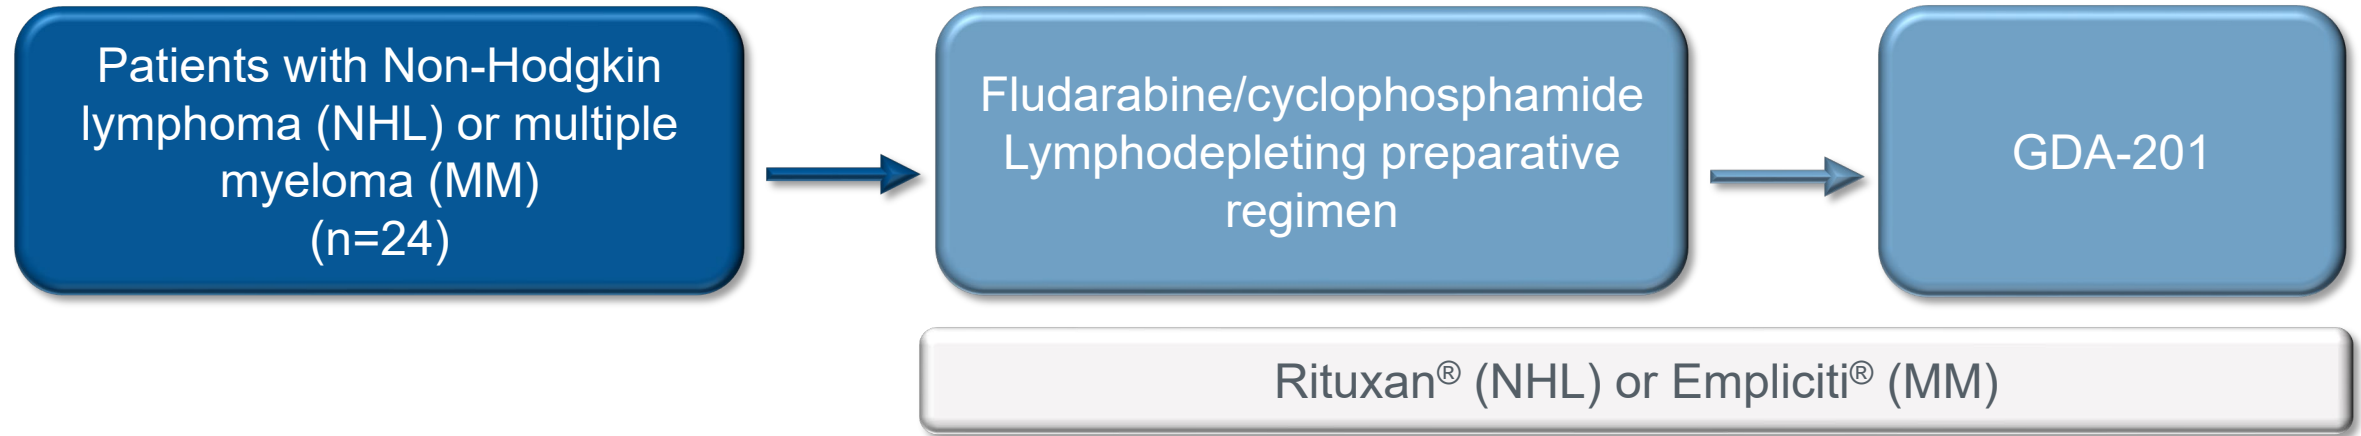 Patients with Non-Hodgkin
lymphoma (NHL) or multiple
myeloma (MM)
(n=24)
Fludarabine/cyclophosphamide
Lymphodepleting preparative
regimen
GDA-201
Rituxan® (NHL) or Empliciti® (MM)